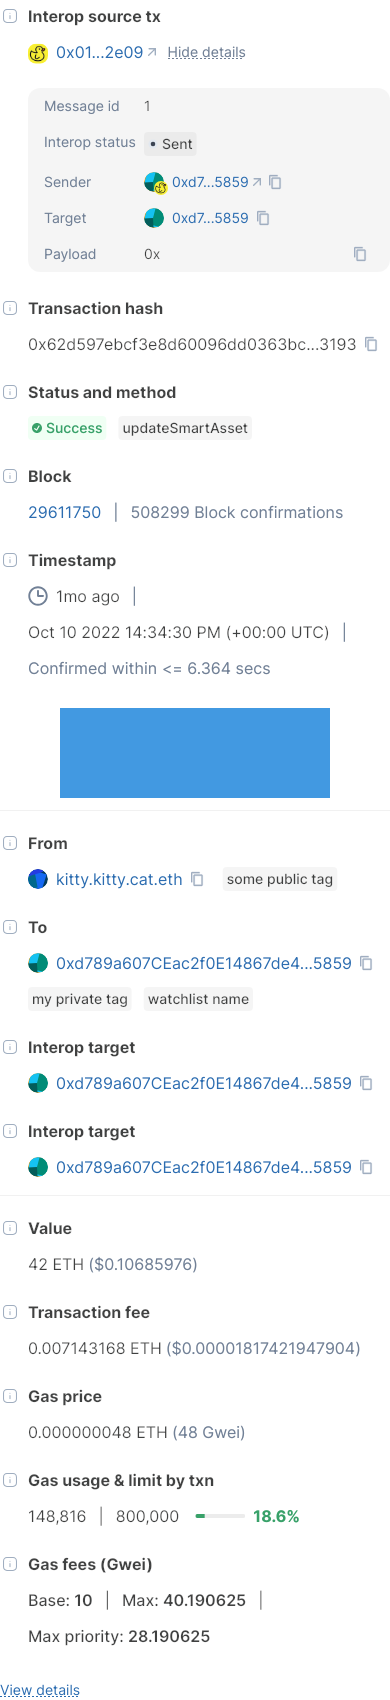 Interop source tx
0x01...2e09 Hide details
Message id 1
Interop status Sent
Sender 0xd7...5859
Target 0xd7...5859
Payload 0x
Transaction hash
0x62d597ebcf3e8d60096dd0363bc...3193
Status and method
Success updateSmartAsset
Block
29611750 | 508299 Block confirmations
Timestamp
1mo ago |
Oct 10 2022 14:34:30 PM (+00:00 UTC) |
Confirmed within <= 6.364 secs
From
kitty.kitty.cat.eth some public tag
To
0xd789a607CEac2f0E14867de4...5859
my private tag watchlist name
Interop target
0xd789a607CEac2f0E14867de4...5859
Interop target
0xd789a607CEac2f0E14867de4...5859
Value
42 ETH ($0.10685976)
Transaction fee
0.007143168 ETH ($0.00001817421947904)
Gas price
0.000000048 ETH (48 Gwei)
Gas usage & limit by txn
148,816 | 800,000 18.6%
Gas fees (Gwei)
Base: 10 | Max: 40.190625 |
Max priority: 28.190625
View details